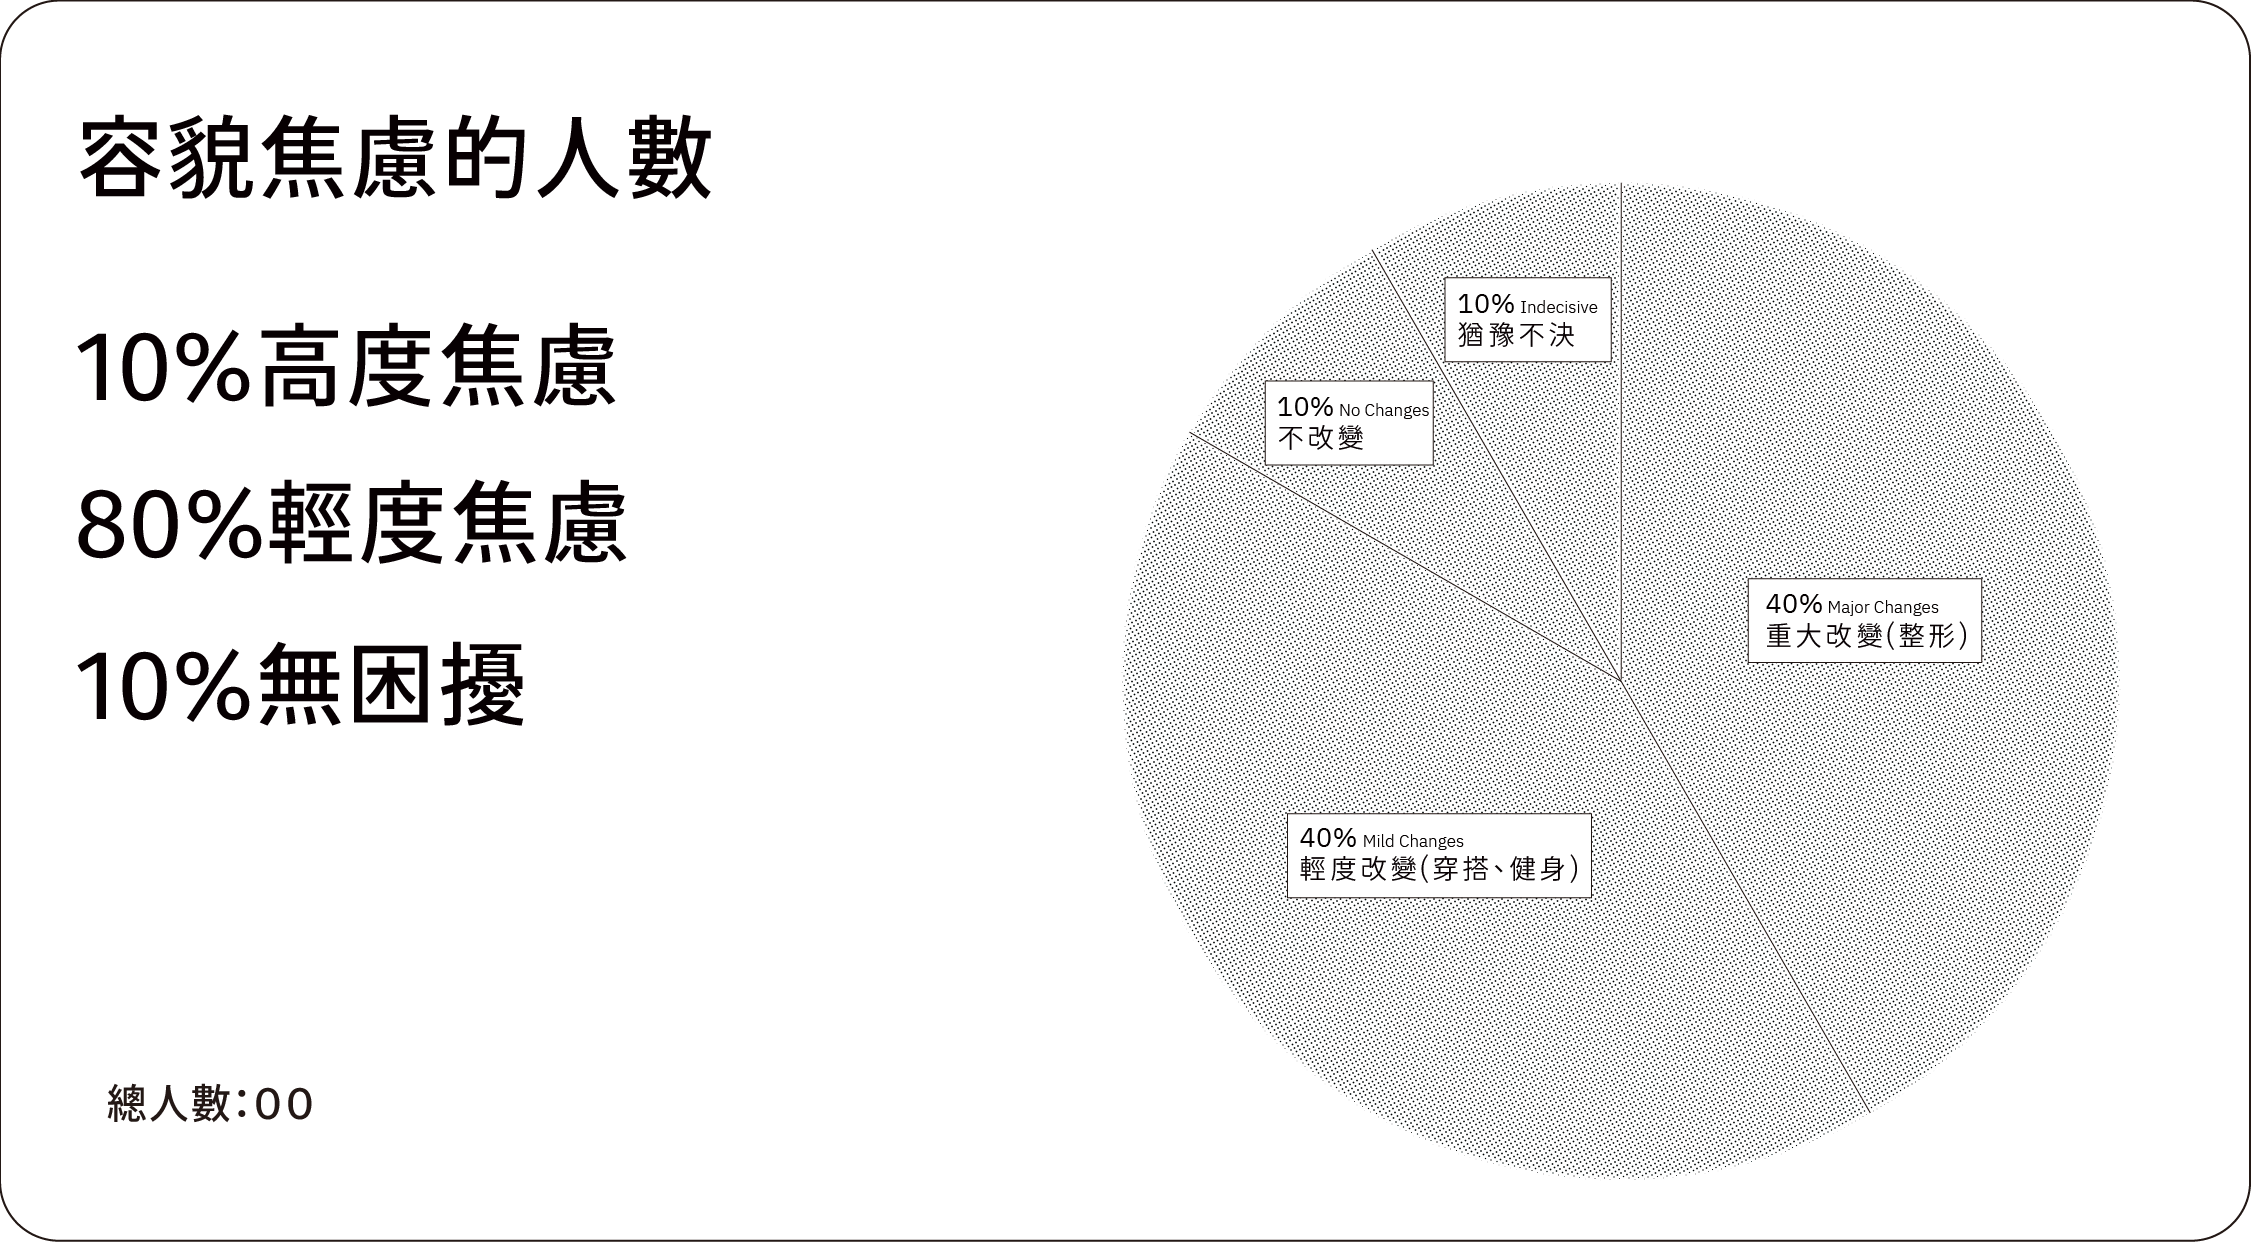 容貌焦慮的人數
10%高度焦慮
80%輕度焦慮
10%無困擾
總人數:00
10% Indecisive
猶豫不決
10% No Changes
不改變
40% Major Changes
重大改變(整形)
40% Mild Changes
輕度改變(穿搭、健身)